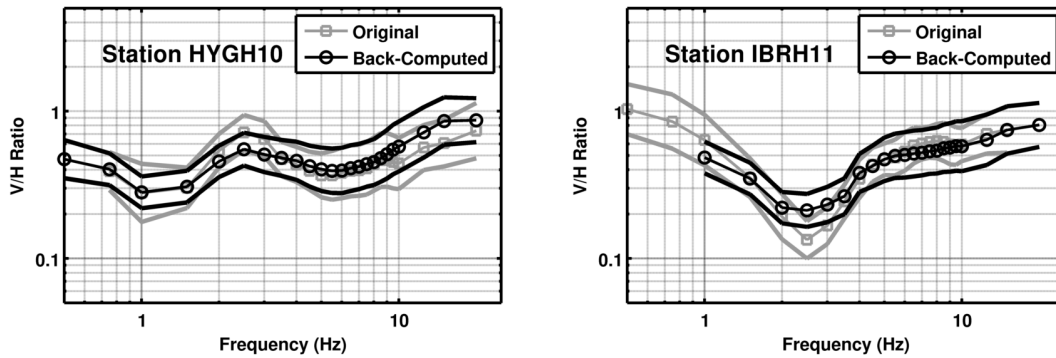 Station HYGH10
Original
Back-Computed
V/H Ratio
1
0.1
1
10
Frequency (Hz)
Station IBRH11
Original
Back-Computed
V/H Ratio
1
0.1
1
10
Frequency (Hz)